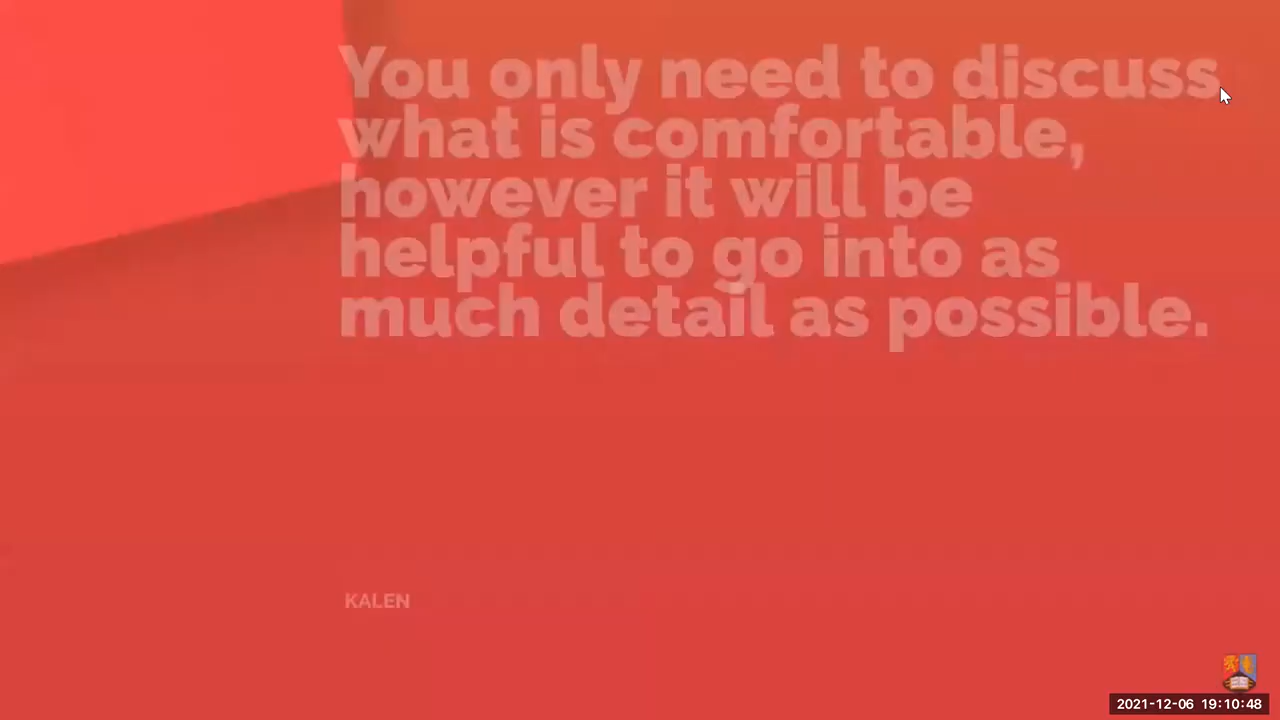 You only need to discuss
what is comfortable,
however it will be
helpful to go into as
much detail as possible.
KALEN
2021-12-06 19:10:48